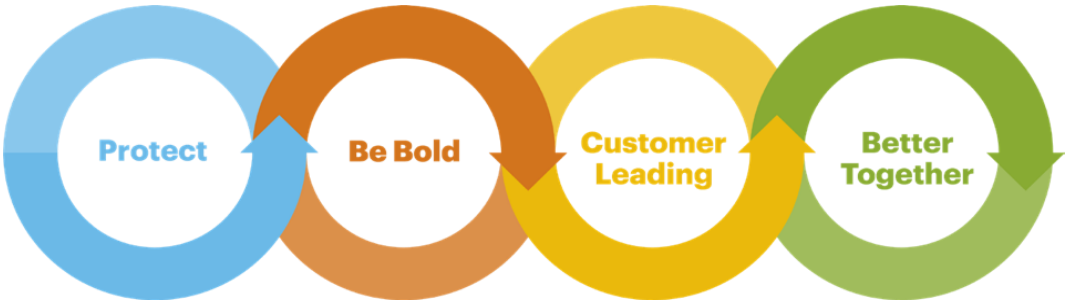 Protect
Be Bold
Customer
Leading
Better
Together